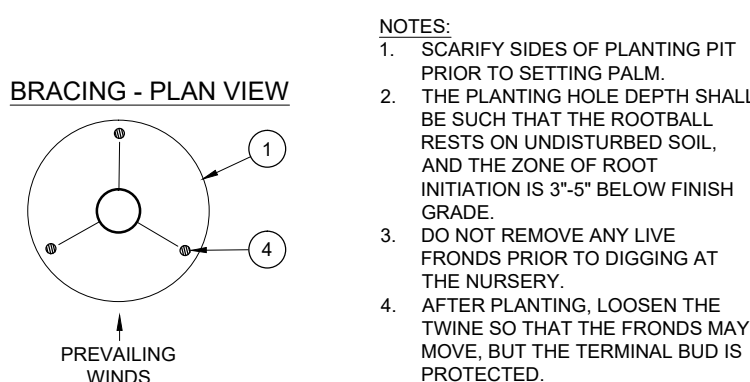 BRACING - PLAN VIEW
1
4
PREVAILING
WINDS
NOTES:
1. SCARIFY SIDES OF PLANTING PIT
PRIOR TO SETTING PALM.
2. THE PLANTING HOLE DEPTH SHALL
BE SUCH THAT THE ROOTBALL
RESTS ON UNDISTURBED SOIL,
AND THE ZONE OF ROOT
INITIATION IS 3"-5" BELOW FINISH
GRADE.
3. DO NOT REMOVE ANY LIVE
FRONDS PRIOR TO DIGGING AT
THE NURSERY.
4. AFTER PLANTING, LOOSEN THE
TWINE SO THAT THE FRONDS MAY
MOVE, BUT THE TERMINAL BUD IS
PROTECTED.